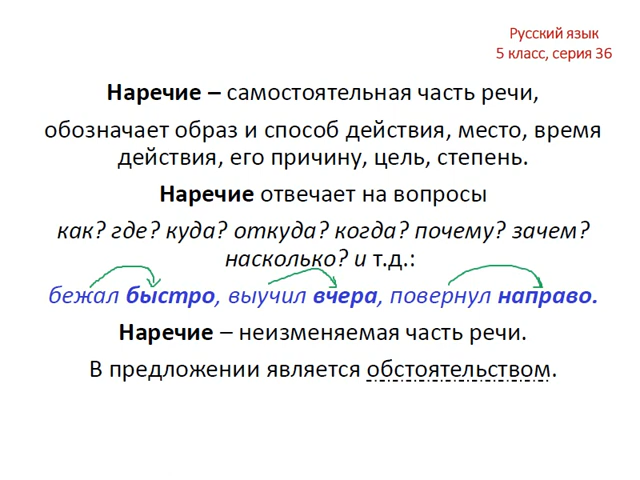 Русский язык
5 класс, серия 36
Наречие – самостоятельная часть речи,
обозначает образ и способ действия, место, время
действия, его причину, цель, степень.
Наречие отвечает на вопросы
как? где? куда? откуда? когда? почему? зачем?
насколько? и т.д.:
бежал быстро, выучил вчера, повернул направо.
Наречие – неизменяемая часть речи.
В предложении является обстоятельством.